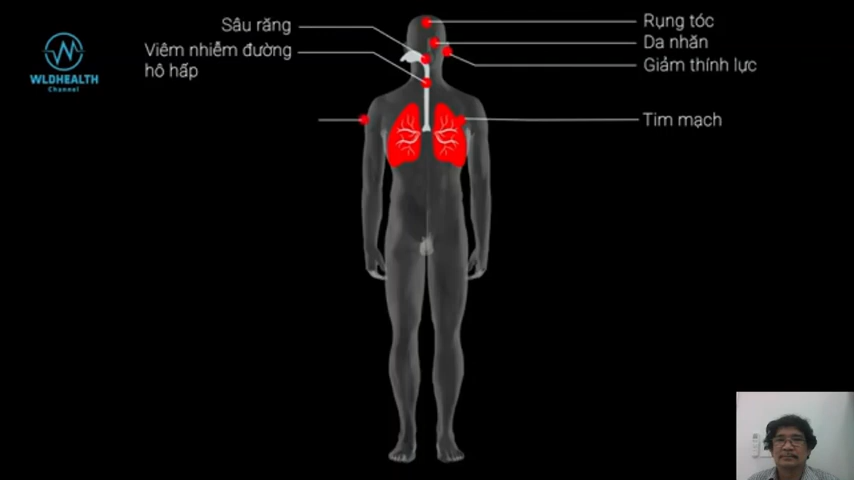 WLDHEALTH
Channel
Sâu răng
Viêm nhiễm đường
hô hấp
Rụng tóc
Da nhăn
Giảm thính lực
Tim mạch